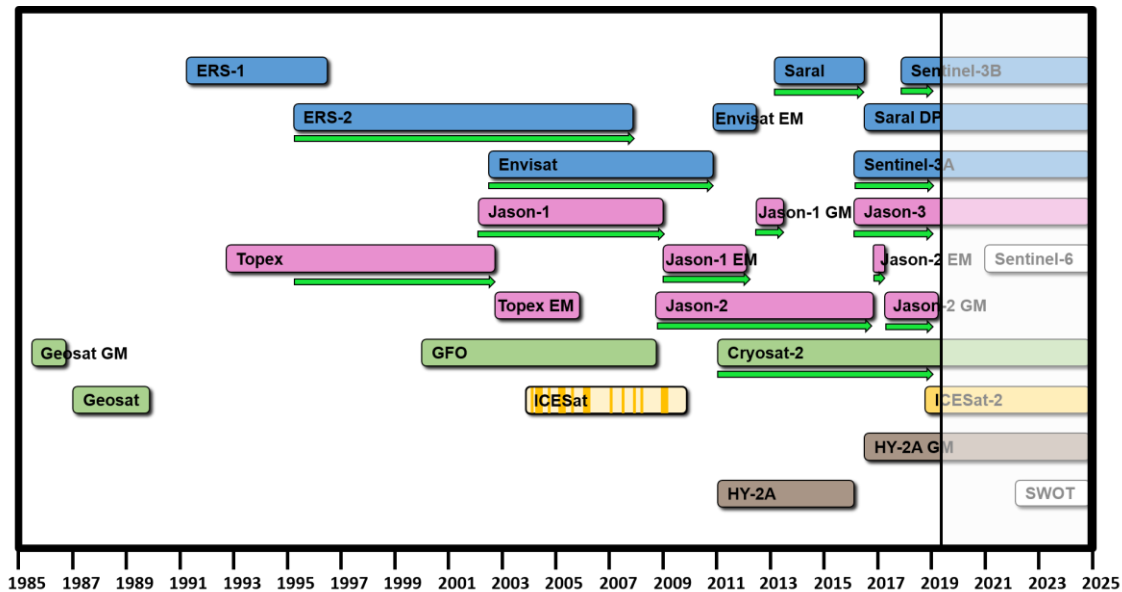 ERS-1
Saral
Sentinel-3B
ERS-2
Envisat EM
Saral DP
Envisat
Sentinel-3A
Jason-1
Jason-1 GM
Jason-3
Topex
Jason-1 EM
Jason-2 EM
Sentinel-6
Topex EM
Jason-2
Jason-2 GM
Geosat GM
GFO
Cryosat-2
Geosat
ICESat
ICESat-2
HY-2A GM
HY-2A
SWOT
1985 1987 1989 1991 1993 1995 1997 1999 2001 2003 2005 2007 2009 2011 2013 2015 2017 2019 2021 2023 2025